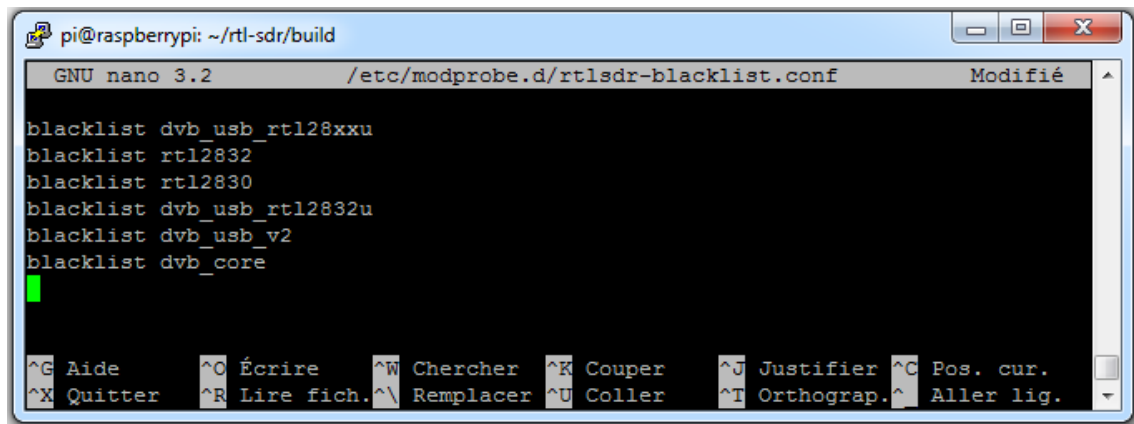 pi@raspberrypi: ~/rtl-sdr/build
GNU nano 3.2 /etc/modprobe.d/rtlsdr-blacklist.conf Modifié
blacklist dvb_usb_rtl28xxu
blacklist rtl2832
blacklist rtl2830
blacklist dvb_usb_rtl2832u
blacklist dvb_usb_v2
blacklist dvb_core
^G Aide ^O Écrire ^W Chercher ^K Couper ^J Justifier ^C Pos. cur.
^X Quitter ^R Lire fich. ^\ Remplacer ^U Coller ^T Orthograp. ^_ Aller lig.